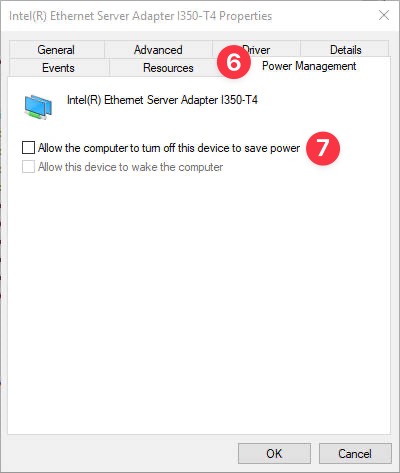 Intel(R) Ethernet Server Adapter I350-T4 Properties
General Advanced Driver Details
Events Resources 6 Power Management
Intel(R) Ethernet Server Adapter I350-T4
Allow the computer to turn off this device to save power 7
Allow this device to wake the computer
OK Cancel